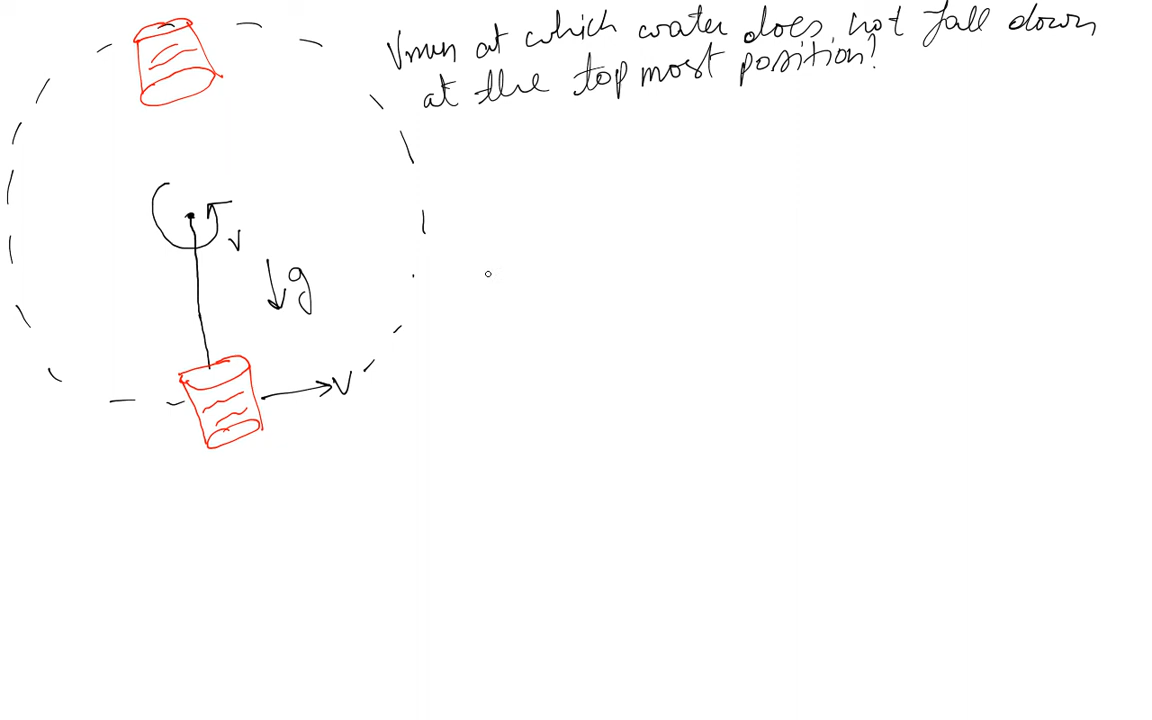 Vmin at which water does not fall down
at the top most position?
v
g
V